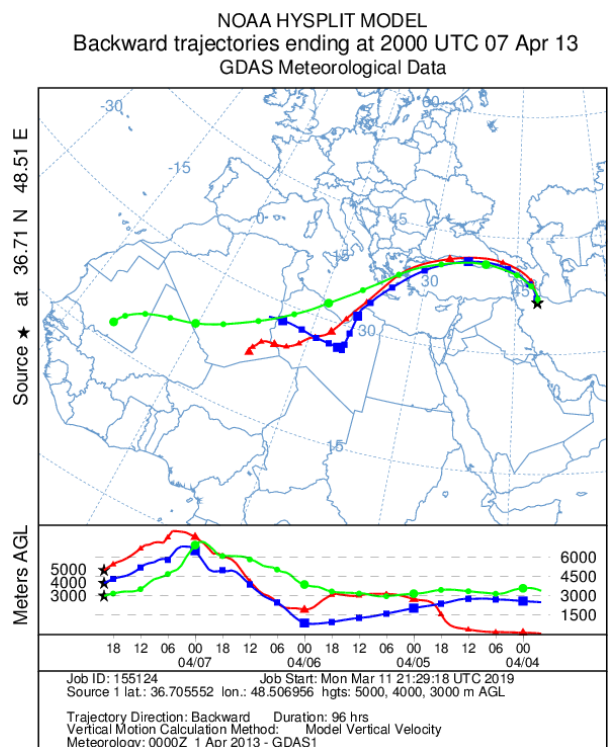 NOAA HYSPLIT MODEL
Backward trajectories ending at 2000 UTC 07 Apr 13
GDAS Meteorological Data
Source ★ at 36.71 N 48.51 E
-30
60
-15
45
0
45
15
30
30
15
Meters AGL
5000
4000
3000
6000
4500
3000
1500
18 12 06 00 18 12 06 00 18 12 06 00 18 12 06 00
04/07 04/06 04/05 04/04
Job ID: 155124 Job Start: Mon Mar 11 21:29:18 UTC 2019
Source 1 lat.: 36.705552 lon.: 48.506956 hgts: 5000, 4000, 3000 m AGL
Trajectory Direction: Backward Duration: 96 hrs
Vertical Motion Calculation Method: Model Vertical Velocity
Meteorology: 0000Z 1 Apr 2013 - GDAS1